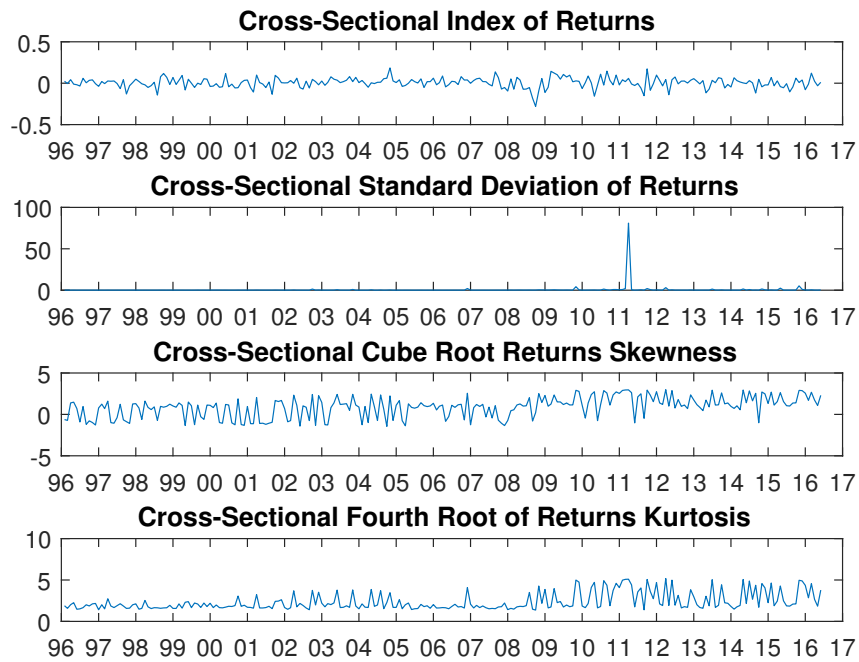 Cross-Sectional Index of Returns
0.5
0
-0.5
96 97 98 99 00 01 02 03 04 05 06 07 08 09 10 11 12 13 14 15 16 17
Cross-Sectional Standard Deviation of Returns
100
50
0
96 97 98 99 00 01 02 03 04 05 06 07 08 09 10 11 12 13 14 15 16 17
Cross-Sectional Cube Root Returns Skewness
5
0
-5
96 97 98 99 00 01 02 03 04 05 06 07 08 09 10 11 12 13 14 15 16 17
Cross-Sectional Fourth Root of Returns Kurtosis
10
5
0
96 97 98 99 00 01 02 03 04 05 06 07 08 09 10 11 12 13 14 15 16 17